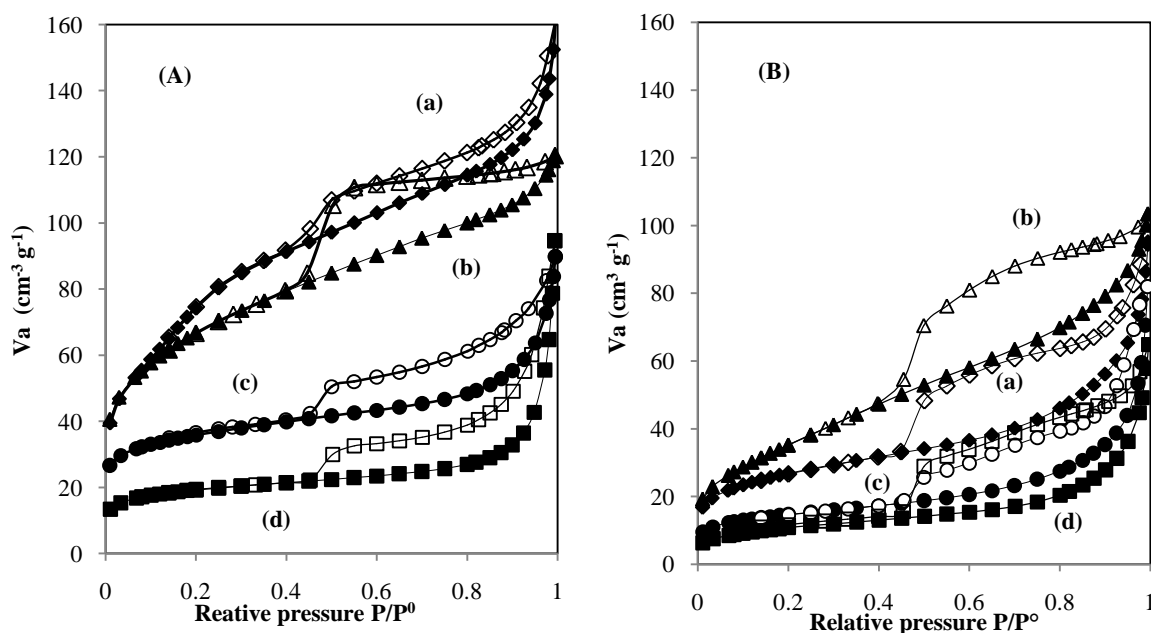 160
140
120
100
80
60
40
20
0
Va (cm⁻³ g⁻¹)
(A)
(a)
(b)
(c)
(d)
0 0.2 0.4 0.6 0.8 1
Reative pressure P/P⁰
160
140
120
100
80
60
40
20
0
Va (cm³ g⁻¹)
(B)
(b)
(a)
(c)
(d)
0 0.2 0.4 0.6 0.8 1
Relative pressure P/P°